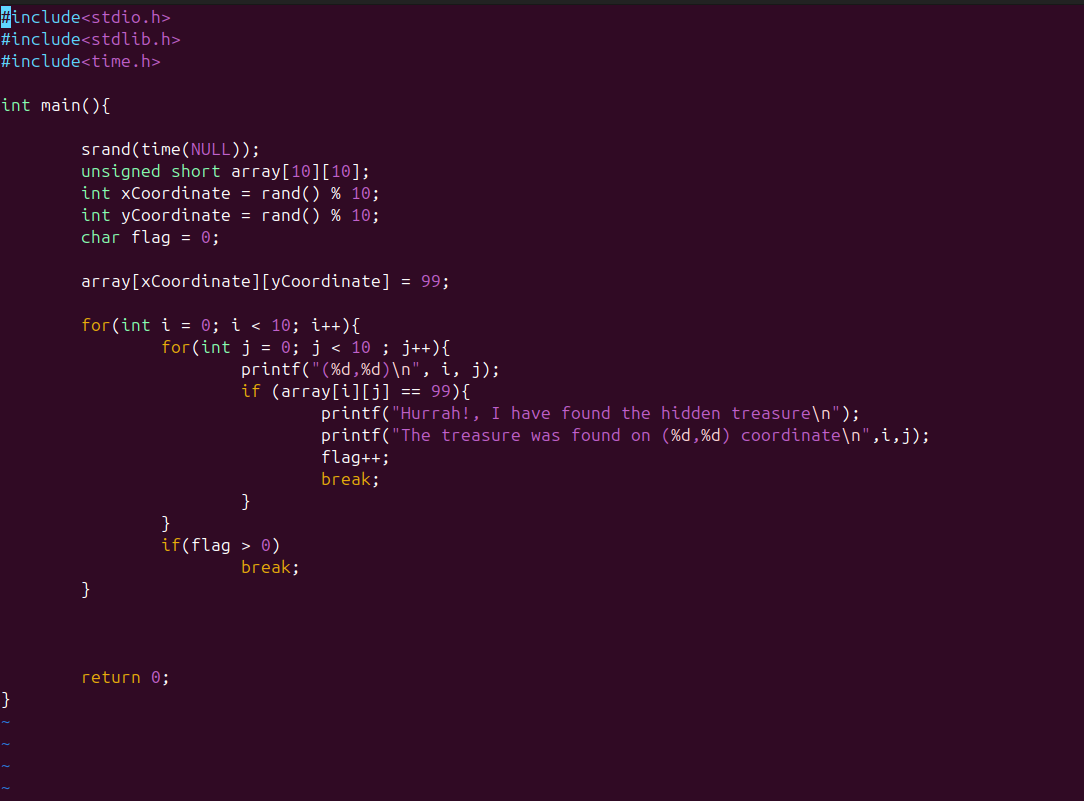 #include<stdio.h>
#include<stdlib.h>
#include<time.h>
int main(){
srand(time(NULL));
unsigned short array[10][10];
int xCoordinate = rand() % 10;
int yCoordinate = rand() % 10;
char flag = 0;
array[xCoordinate][yCoordinate] = 99;
for(int i = 0; i < 10; i++){
for(int j = 0; j < 10 ; j++){
printf("(%d,%d)\n", i, j);
if (array[i][j] == 99){
printf("Hurrah!, I have found the hidden treasure\n");
printf("The treasure was found on (%d,%d) coordinate\n",i,j);
flag++;
break;
}
}
if(flag > 0)
break;
}
return 0;
}
~
~
~
~